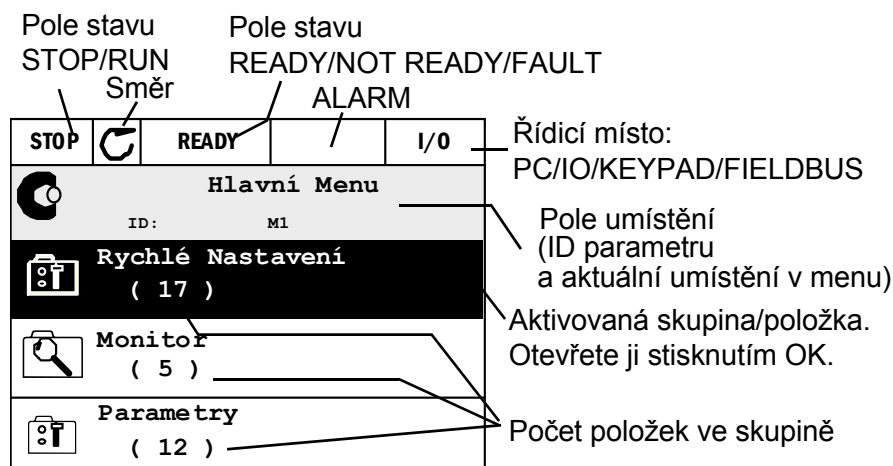 Pole stavu
STOP/RUN
Pole stavu
READY/NOT READY/FAULT
Směr
ALARM
STOP
READY
I/O
Řídicí místo:
PC/IO/KEYPAD/FIELDBUS
Hlavní Menu
ID: M1
Pole umístění
(ID parametru
a aktuální umístění v menu)
Rychlé Nastavení
( 17 )
Aktivovaná skupina/položka.
Otevřete ji stisknutím OK.
Monitor
( 5 )
Parametry
( 12 )
Počet položek ve skupině